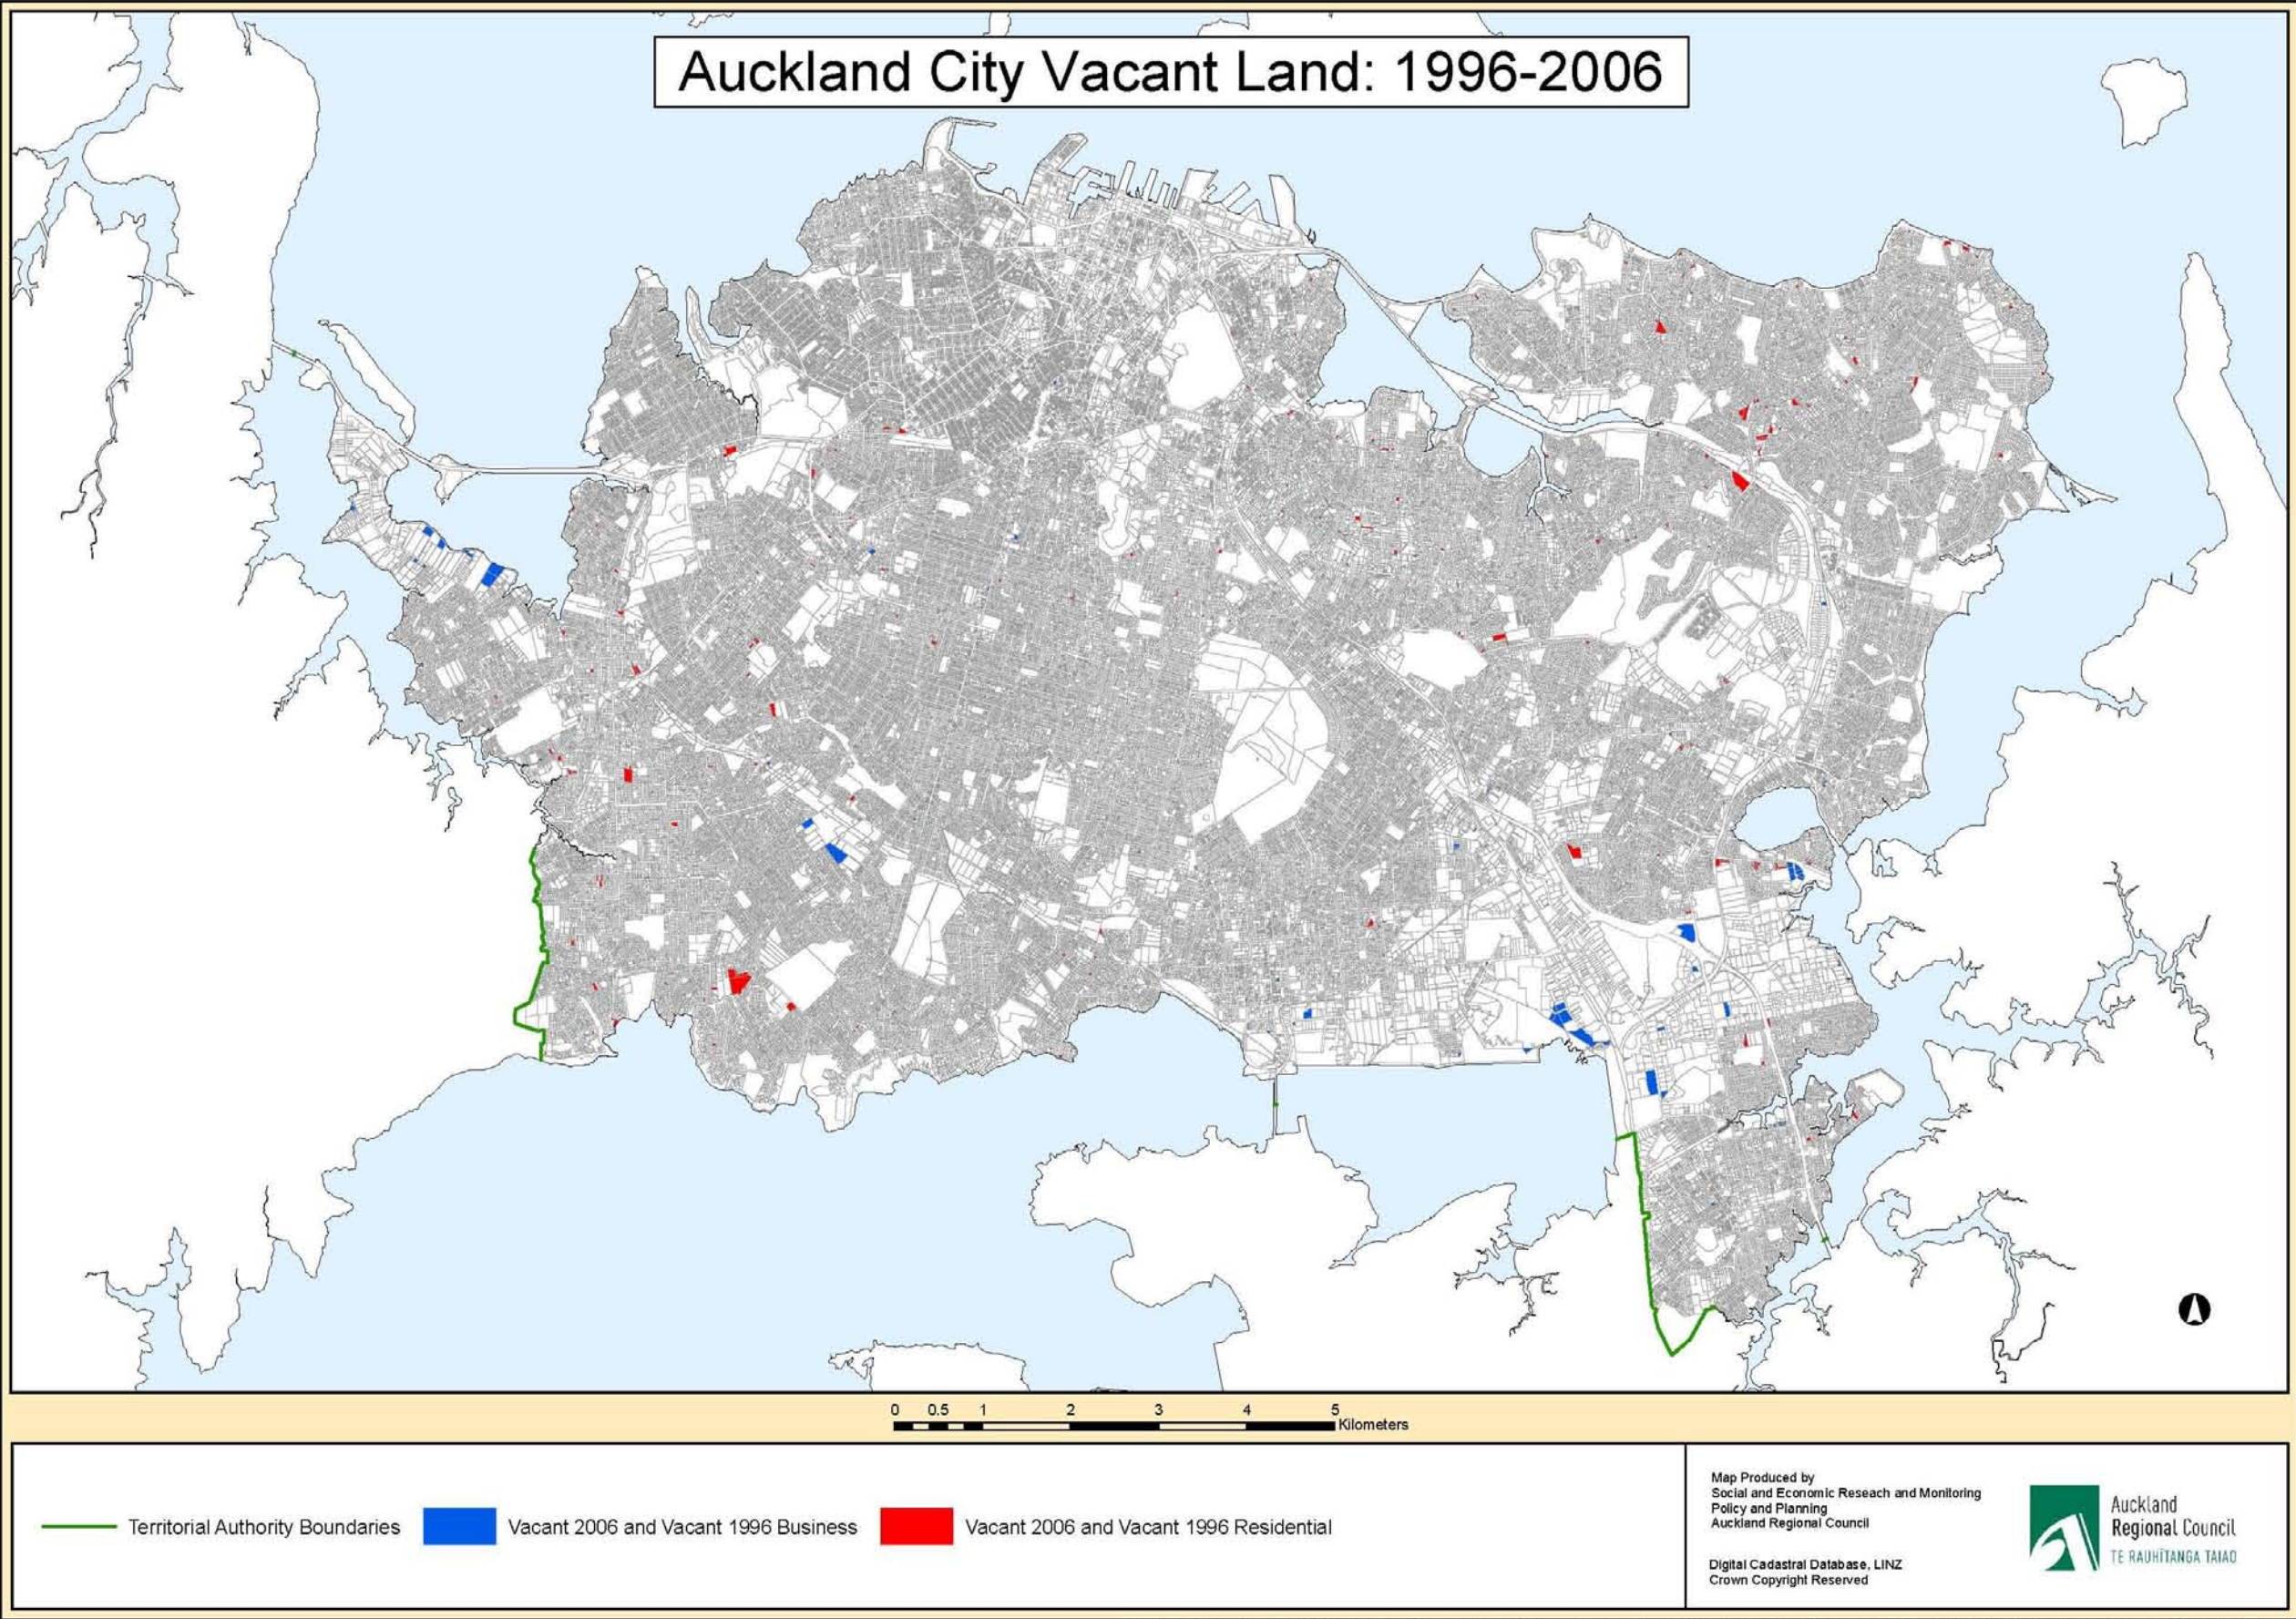 Auckland City Vacant Land: 1996-2006
0 0.5 1 2 3 4 5
Kilometers
Territorial Authority Boundaries
Vacant 2006 and Vacant 1996 Business
Vacant 2006 and Vacant 1996 Residential
Map Produced by
Social and Economic Reseach and Monitoring
Policy and Planning
Auckland Regional Council
Digital Cadastral Database, LINZ
Crown Copyright Reserved
Auckland
Regional Council
TE RAUHĪTANGA TAIAO